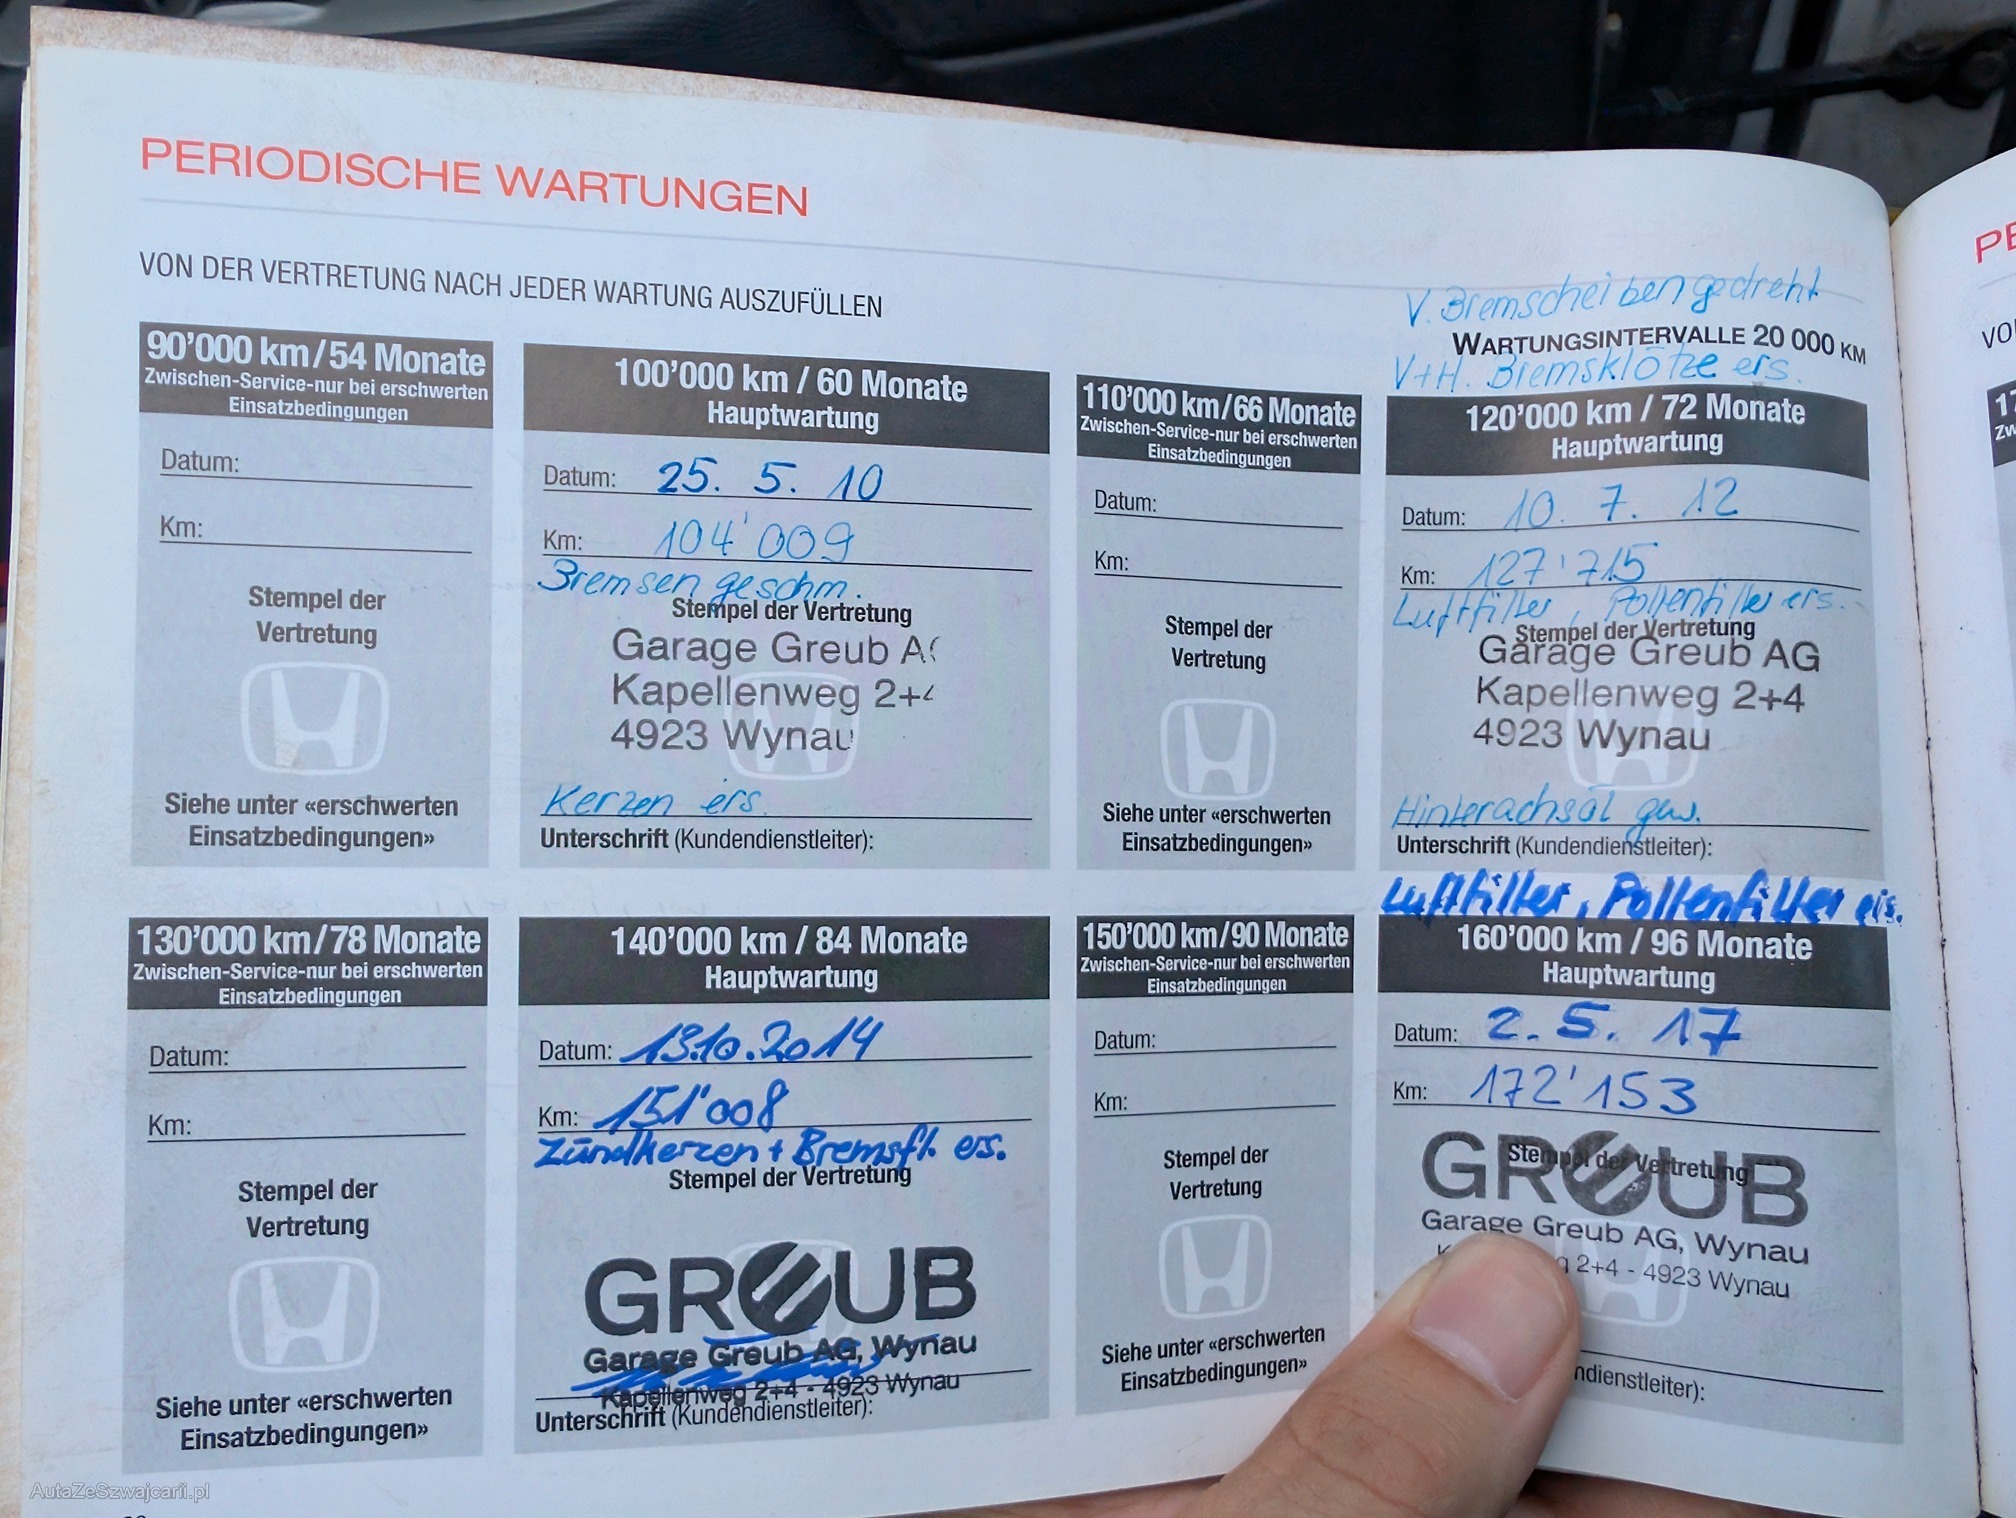 PERIODISCHE WARTUNGEN
VON DER VERTRETUNG NACH JEDER WARTUNG AUSZUFÜLLEN
V. Bremscheiben gedreht
WARTUNGSINTERVALLE 20 000 KM
V+H. Bremsklötze ers.
90'000 km/54 Monate
Zwischen-Service-nur bei erschwerten
Einsatzbedingungen
Datum:
Km:
Stempel der
Vertretung
Siehe unter «erschwerten
Einsatzbedingungen»
100'000 km / 60 Monate
Hauptwartung
Datum: 25. 5. 10
Km: 104'009
Bremsen geschm.
Stempel der Vertretung
Garage Greub AG
Kapellenweg 2+4
4923 Wynau
Kerzen ers.
Unterschrift (Kundendienstleiter):
110'000 km/66 Monate
Zwischen-Service-nur bei erschwerten
Einsatzbedingungen
Datum:
Km:
Stempel der
Vertretung
Siehe unter «erschwerten
Einsatzbedingungen»
120'000 km / 72 Monate
Hauptwartung
Datum: 10. 7. 12
Km: 127'715
Luftfilter, Pollenfilter ers.
Stempel der Vertretung
Garage Greub AG
Kapellenweg 2+4
4923 Wynau
Hinterachsöl gew.
Unterschrift (Kundendienstleiter):
130'000 km/78 Monate
Zwischen-Service-nur bei erschwerten
Einsatzbedingungen
Datum:
Km:
Stempel der
Vertretung
Siehe unter «erschwerten
Einsatzbedingungen»
140'000 km / 84 Monate
Hauptwartung
Datum: 13.10.2014
Km: 151'008
Zündkerzen + Bremsfl. ers.
Stempel der Vertretung
GREUB
Garage Greub AG, Wynau
Kapellenweg 2+4 - 4923 Wynau
Unterschrift (Kundendienstleiter):
150'000 km/90 Monate
Zwischen-Service-nur bei erschwerten
Einsatzbedingungen
Datum:
Km:
Stempel der
Vertretung
Siehe unter «erschwerten
Einsatzbedingungen»
Luftfilter, Pollenfilter ers.
160'000 km / 96 Monate
Hauptwartung
Datum: 2. 5. 17
Km: 172'153
Stempel der Vertretung
GREUB
Garage Greub AG, Wynau
2+4 - 4923 Wynau
ndienstleiter):
PE
VO
17
Zw
AutaZeSzwajcarii.pl